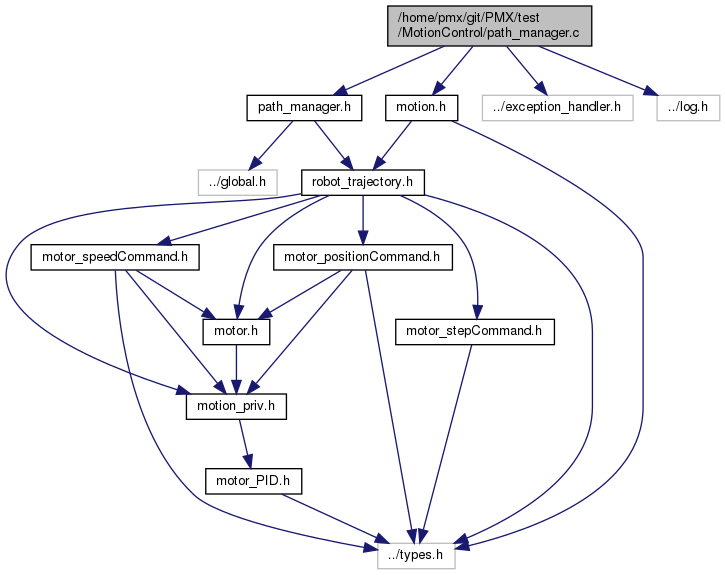 /home/pmx/git/PMX/test
/MotionControl/path_manager.c
path_manager.h
motion.h
../exception_handler.h
../log.h
../global.h
robot_trajectory.h
motor_speedCommand.h
motor_positionCommand.h
motor.h
motor_stepCommand.h
motion_priv.h
motor_PID.h
../types.h